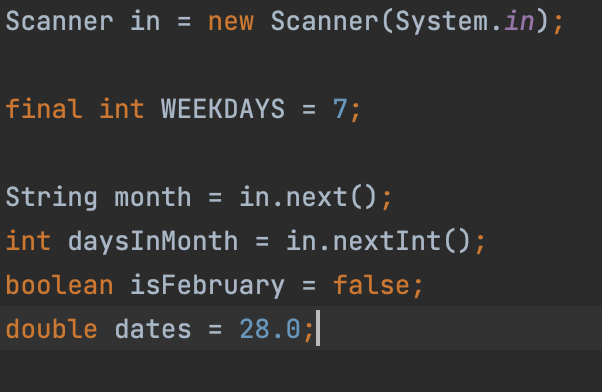 Scanner in = new Scanner(System.in);
final int WEEKDAYS = 7;
String month = in.next();
int daysInMonth = in.nextInt();
boolean isFebruary = false;
double dates = 28.0;